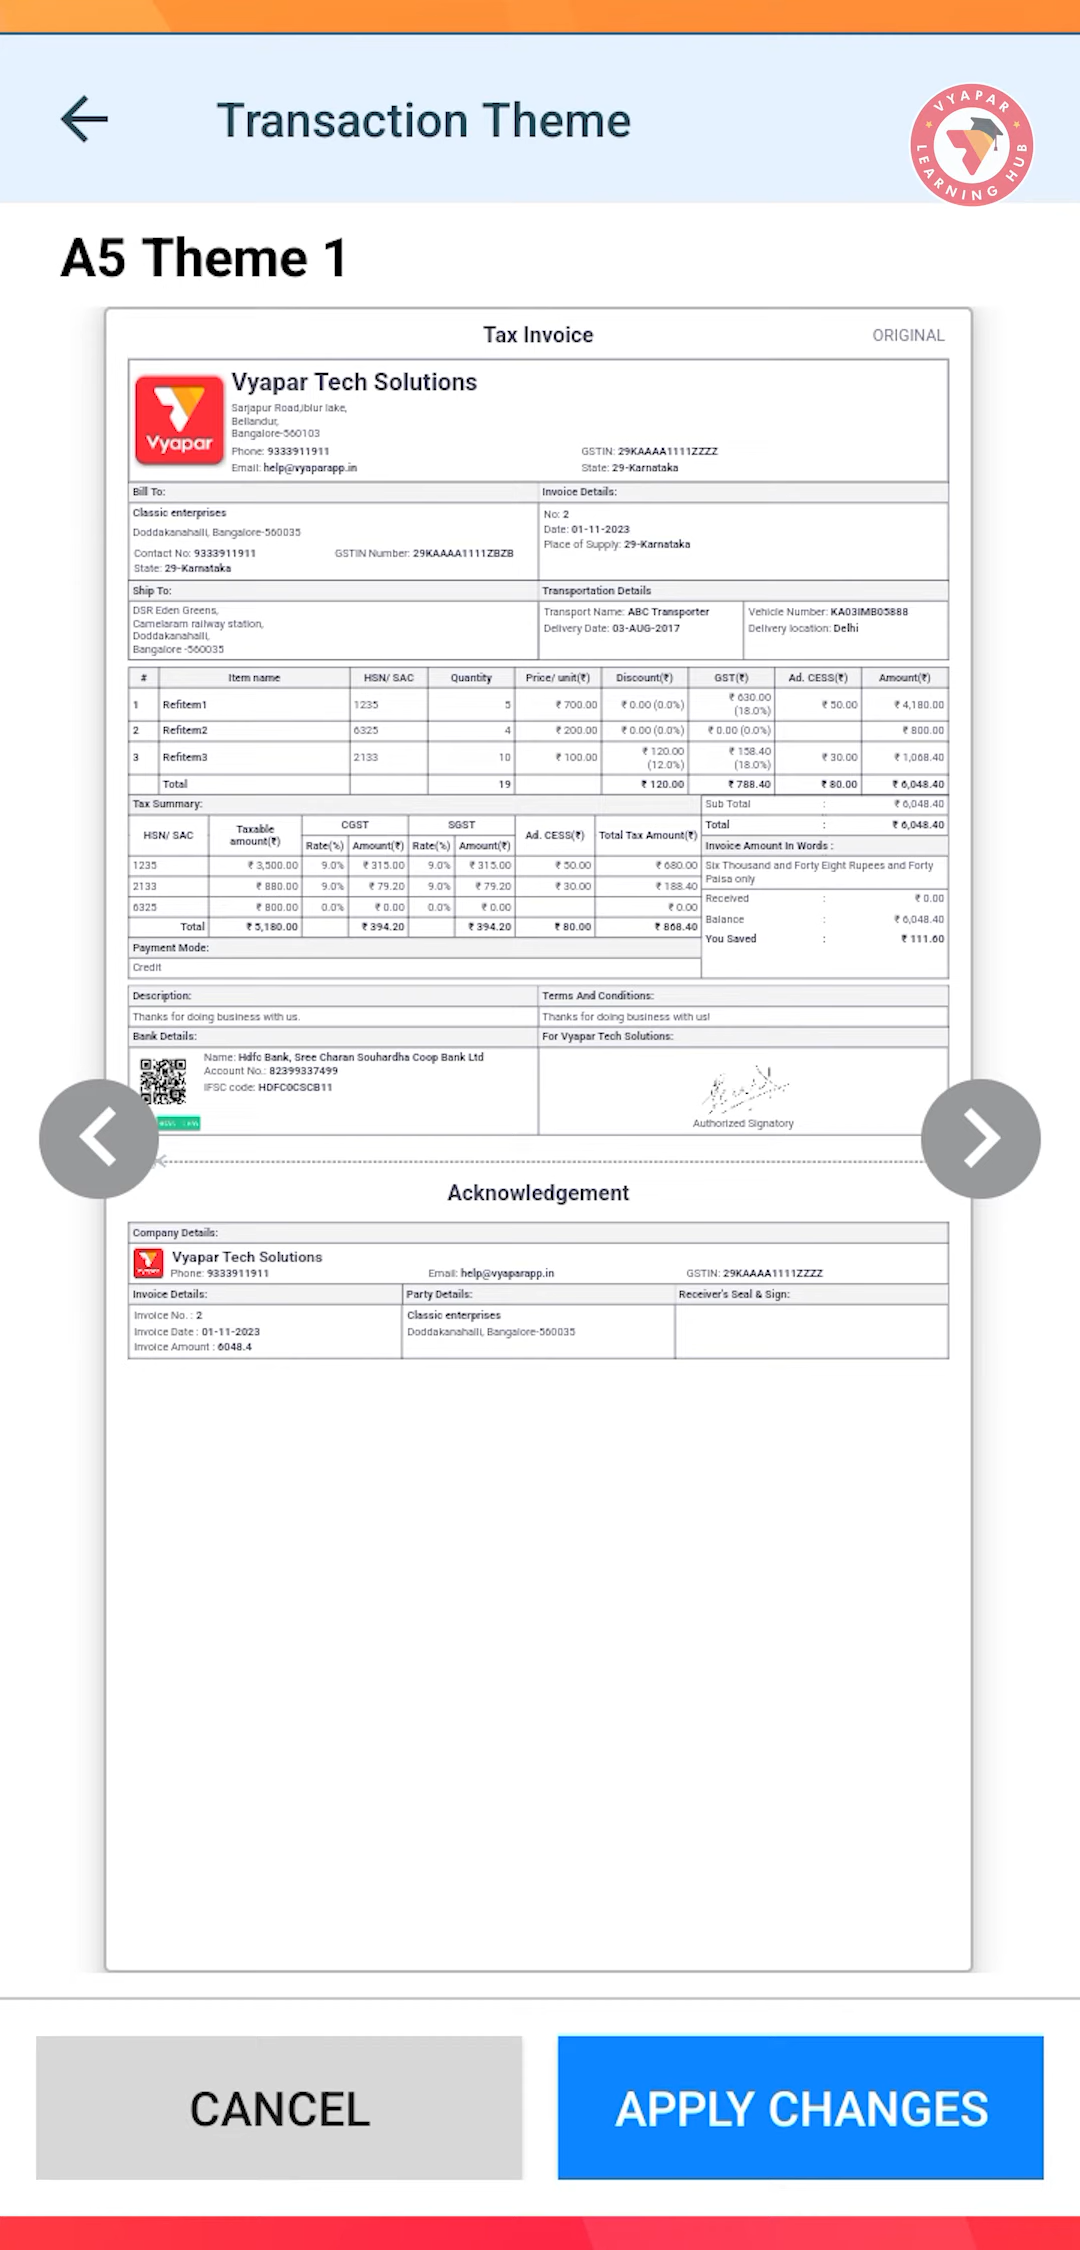 Transaction Theme
VYAPAR LEARNING HUB
A5 Theme 1
Tax Invoice
ORIGINAL
Vyapar
Vyapar Tech Solutions
Sarjapur Road,Iblur lake,
Bellandur,
Bangalore-560103
Phone: 9333911911 GSTIN: 29KAAAA1111ZZZZ
Email: help@vyaparapp.in State: 29-Karnataka
Bill To: Invoice Details:
Classic enterprises
Doddakanahalli, Bangalore-560035
Contact No: 9333911911 GSTIN Number: 29KAAAA1111ZBZB
State: 29-Karnataka
No: 2
Date: 01-11-2023
Place of Supply: 29-Karnataka
Ship To: Transportation Details
DSR Eden Greens,
Camelaram railway station,
Doddakanahalli,
Bangalore -560035
Transport Name: ABC Transporter Vehicle Number: KA03IMB05888
Delivery Date: 03-AUG-2017 Delivery location: Delhi
# Item name HSN/ SAC Quantity Price/ unit(₹) Discount(₹) GST(₹) Ad. CESS(₹) Amount(₹)
1 Refitem1 1235 5 ₹ 700.00 ₹ 0.00 (0.0%) ₹ 630.00 (18.0%) ₹ 50.00 ₹ 4,180.00
2 Refitem2 6325 4 ₹ 200.00 ₹ 0.00 (0.0%) ₹ 0.00 (0.0%) ₹ 800.00
3 Refitem3 2133 10 ₹ 100.00 ₹ 120.00 (12.0%) ₹ 158.40 (18.0%) ₹ 30.00 ₹ 1,068.40
Total 19 ₹ 120.00 ₹ 788.40 ₹ 80.00 ₹ 6,048.40
Tax Summary:
HSN/ SAC Taxable amount(₹) CGST SGST Ad. CESS(₹) Total Tax Amount(₹)
Rate(%) Amount(₹) Rate(%) Amount(₹)
1235 ₹ 3,500.00 9.0% ₹ 315.00 9.0% ₹ 315.00 ₹ 50.00 ₹ 680.00
2133 ₹ 880.00 9.0% ₹ 79.20 9.0% ₹ 79.20 ₹ 30.00 ₹ 188.40
6325 ₹ 800.00 0.0% ₹ 0.00 0.0% ₹ 0.00 ₹ 0.00
Total ₹ 5,180.00 ₹ 394.20 ₹ 394.20 ₹ 80.00 ₹ 868.40
Payment Mode:
Credit
Sub Total : ₹ 6,048.40
Total : ₹ 6,048.40
Invoice Amount In Words :
Six Thousand and Forty Eight Rupees and Forty
Paisa only
Received : ₹ 0.00
Balance : ₹ 6,048.40
You Saved : ₹ 111.60
Description: Terms And Conditions:
Thanks for doing business with us. Thanks for doing business with us!
Bank Details: For Vyapar Tech Solutions:
Name: Hdfc Bank, Sree Charan Souhardha Coop Bank Ltd
Account No.: 82399337499
IFSC code: HDFC0CSCB11
Authorized Signatory
Acknowledgement
Company Details:
Vyapar Tech Solutions
Phone: 9333911911 Email: help@vyaparapp.in GSTIN: 29KAAAA1111ZZZZ
Invoice Details: Party Details: Receiver's Seal & Sign:
Invoice No. : 2
Invoice Date : 01-11-2023
Invoice Amount : 6048.4
Classic enterprises
Doddakanahalli, Bangalore-560035
CANCEL
APPLY CHANGES